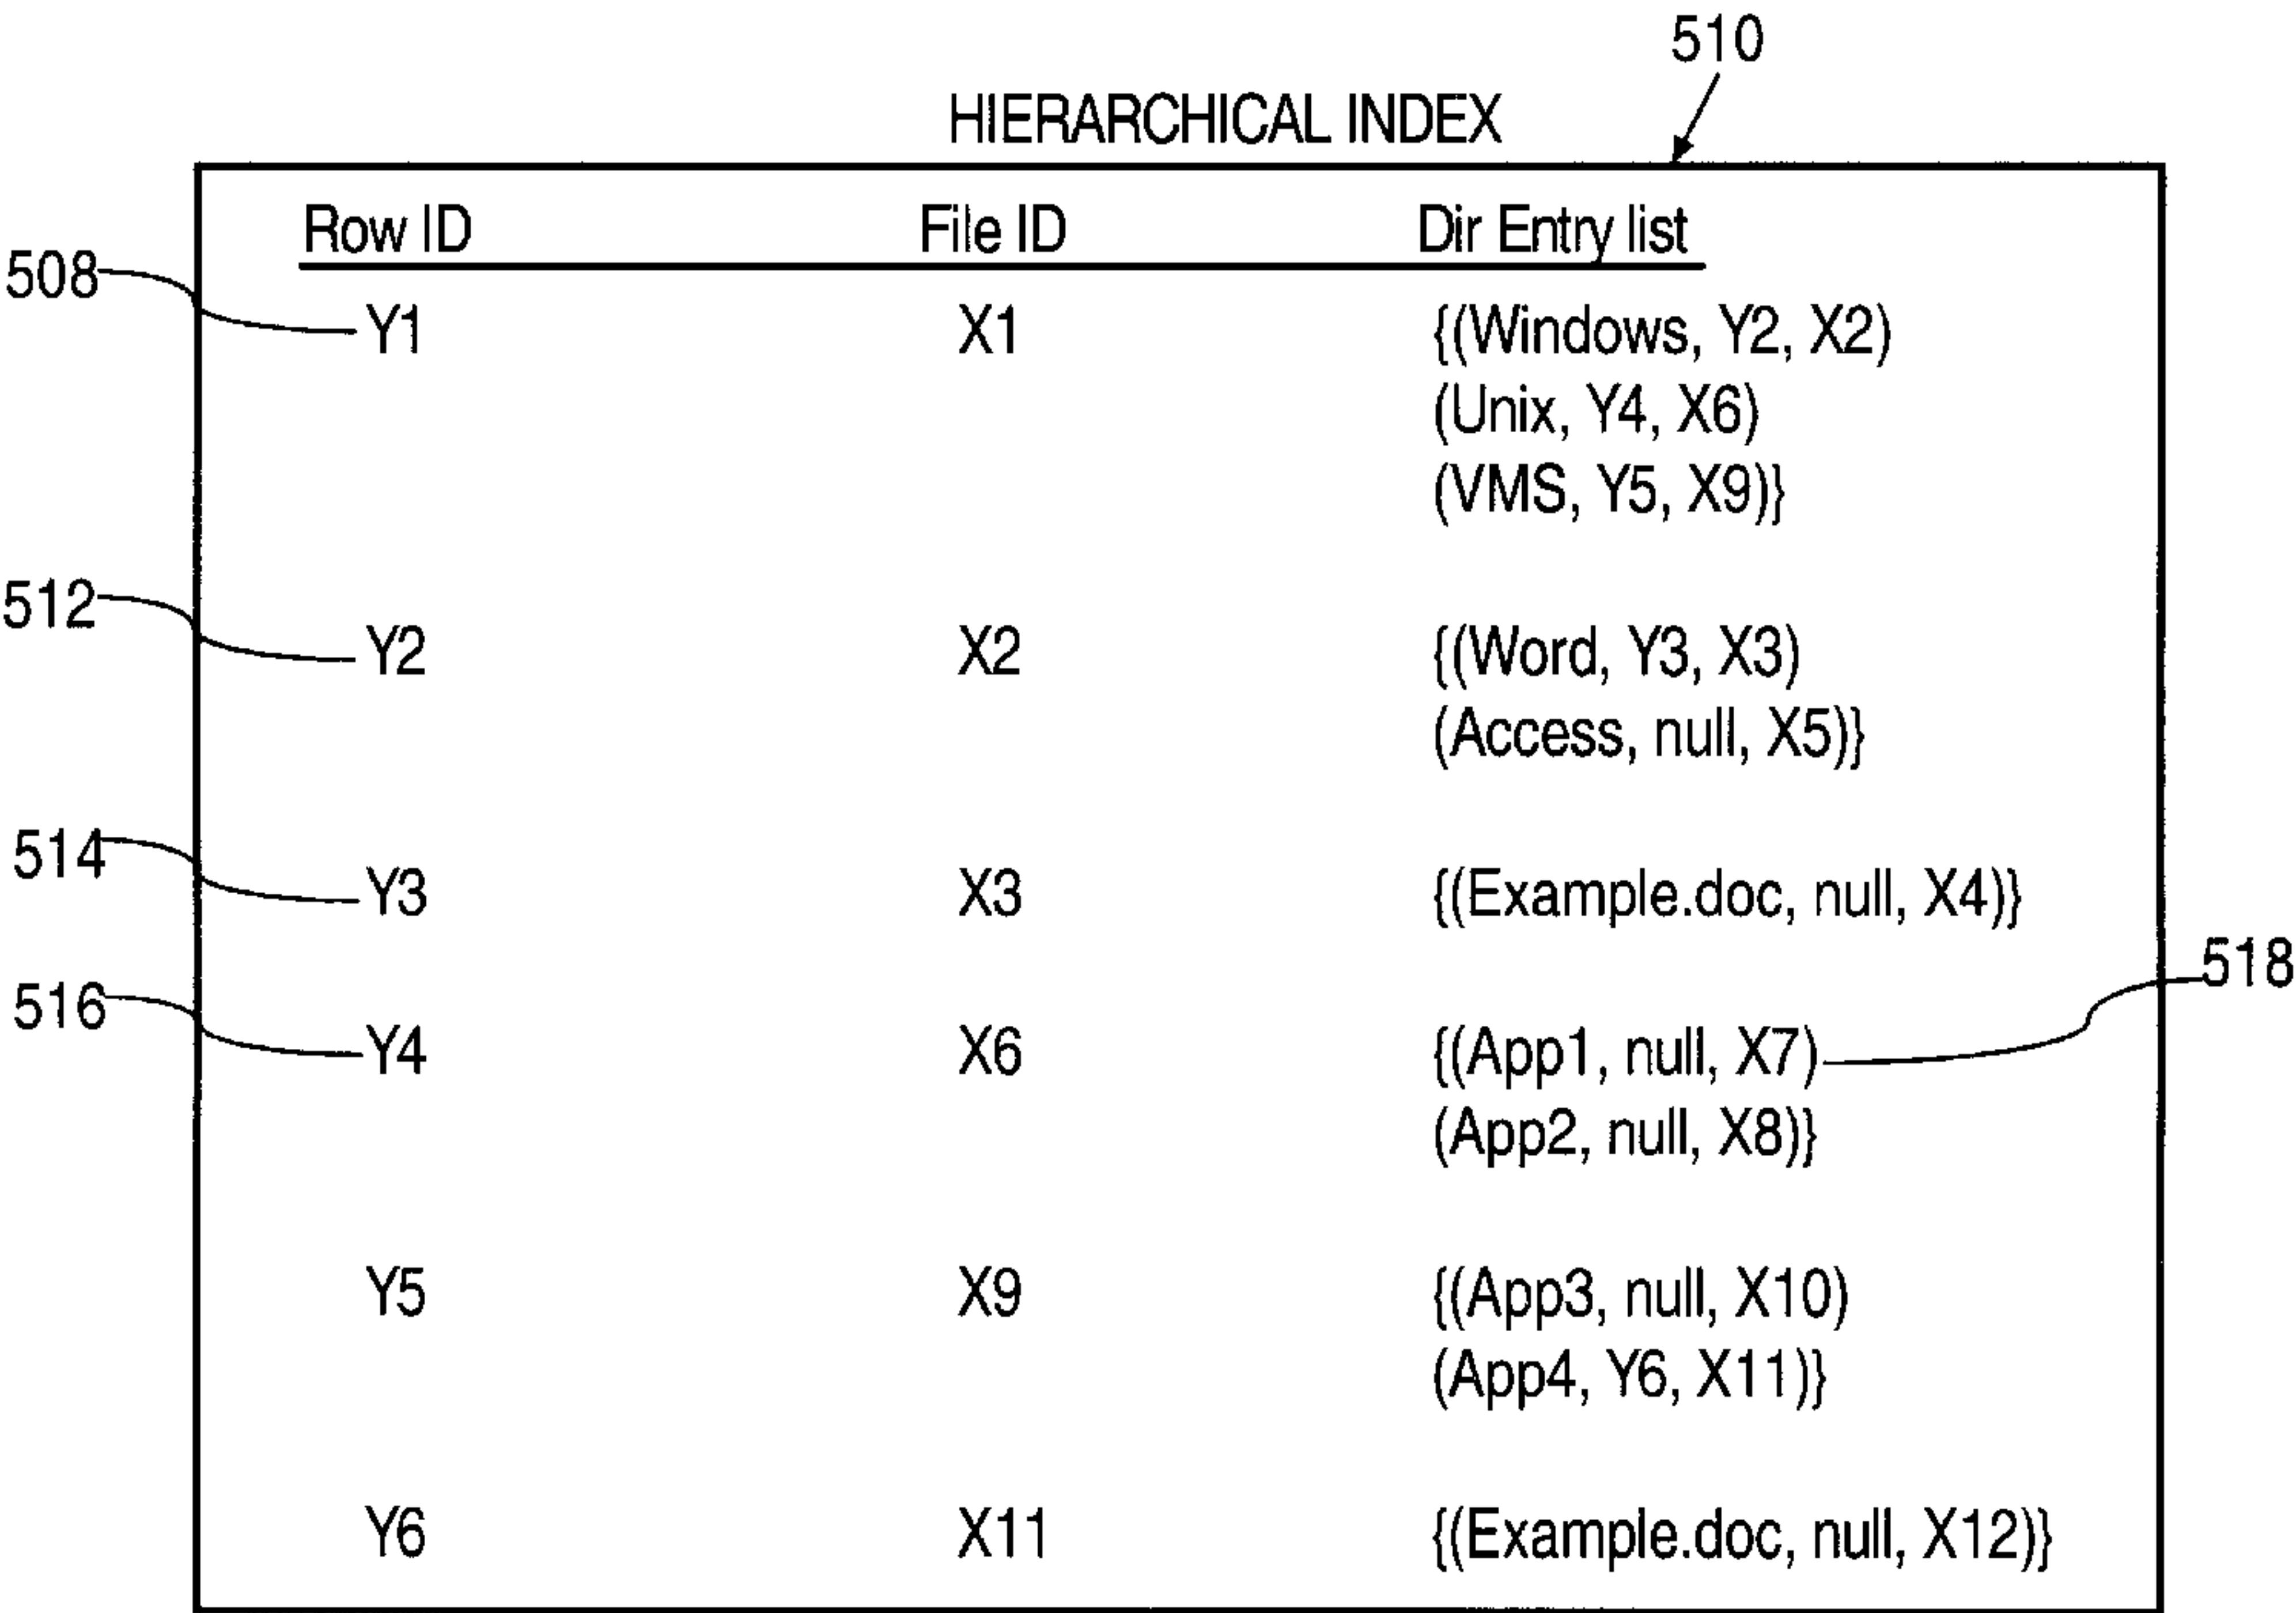 510
HIERARCHICAL INDEX
Row ID File ID Dir Entry list
508
Y1 X1 {(Windows, Y2, X2)
(Unix, Y4, X6)
(VMS, Y5, X9)}
512
Y2 X2 {(Word, Y3, X3)
(Access, null, X5)}
514
Y3 X3 {(Example.doc, null, X4)}
518
516
Y4 X6 {(App1, null, X7)
(App2, null, X8)}
Y5 X9 {(App3, null, X10)
(App4, Y6, X11)}
Y6 X11 {(Example.doc, null, X12)}